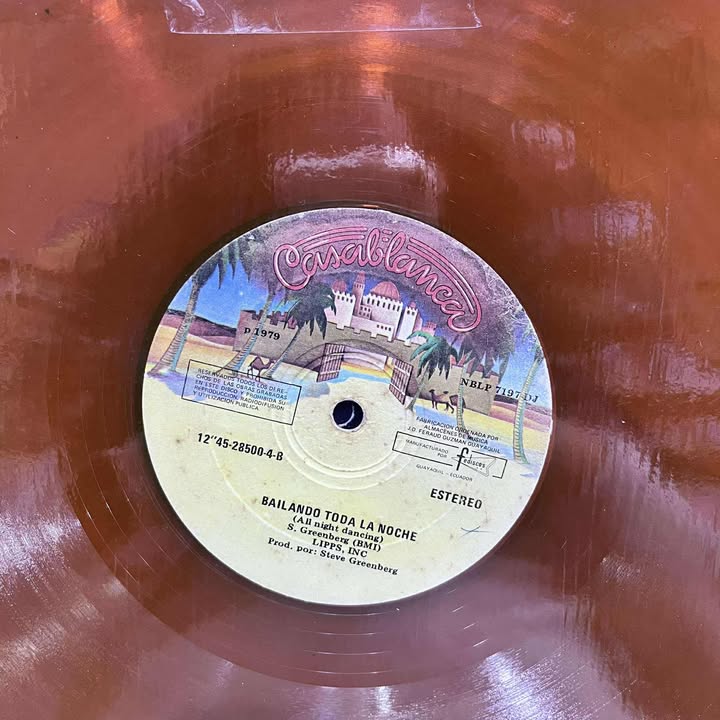 Casablanca
p 1979
NBLP 7197-DJ
RESERVADOS TODOS LOS DERE-
CHOS DE LAS OBRAS GRABADAS
EN ESTE DISCO Y PROHIBIDA SU
REPRODUCCION, RADIODIFUSION
Y UTILIZACION PUBLICA.
FABRICACION ORDENADA POR
ALMACENES DE MUSICA
J.D. FERAUD GUZMAN GUAYAQUIL
MANUFACTURADO
POR
fediscos
GUAYAQUIL - ECUADOR
12"45-28500-4-B
ESTEREO
BAILANDO TODA LA NOCHE
(All night dancing)
S. Greenberg (BMI)
LIPPS, INC
Prod. por: Steve Greenberg